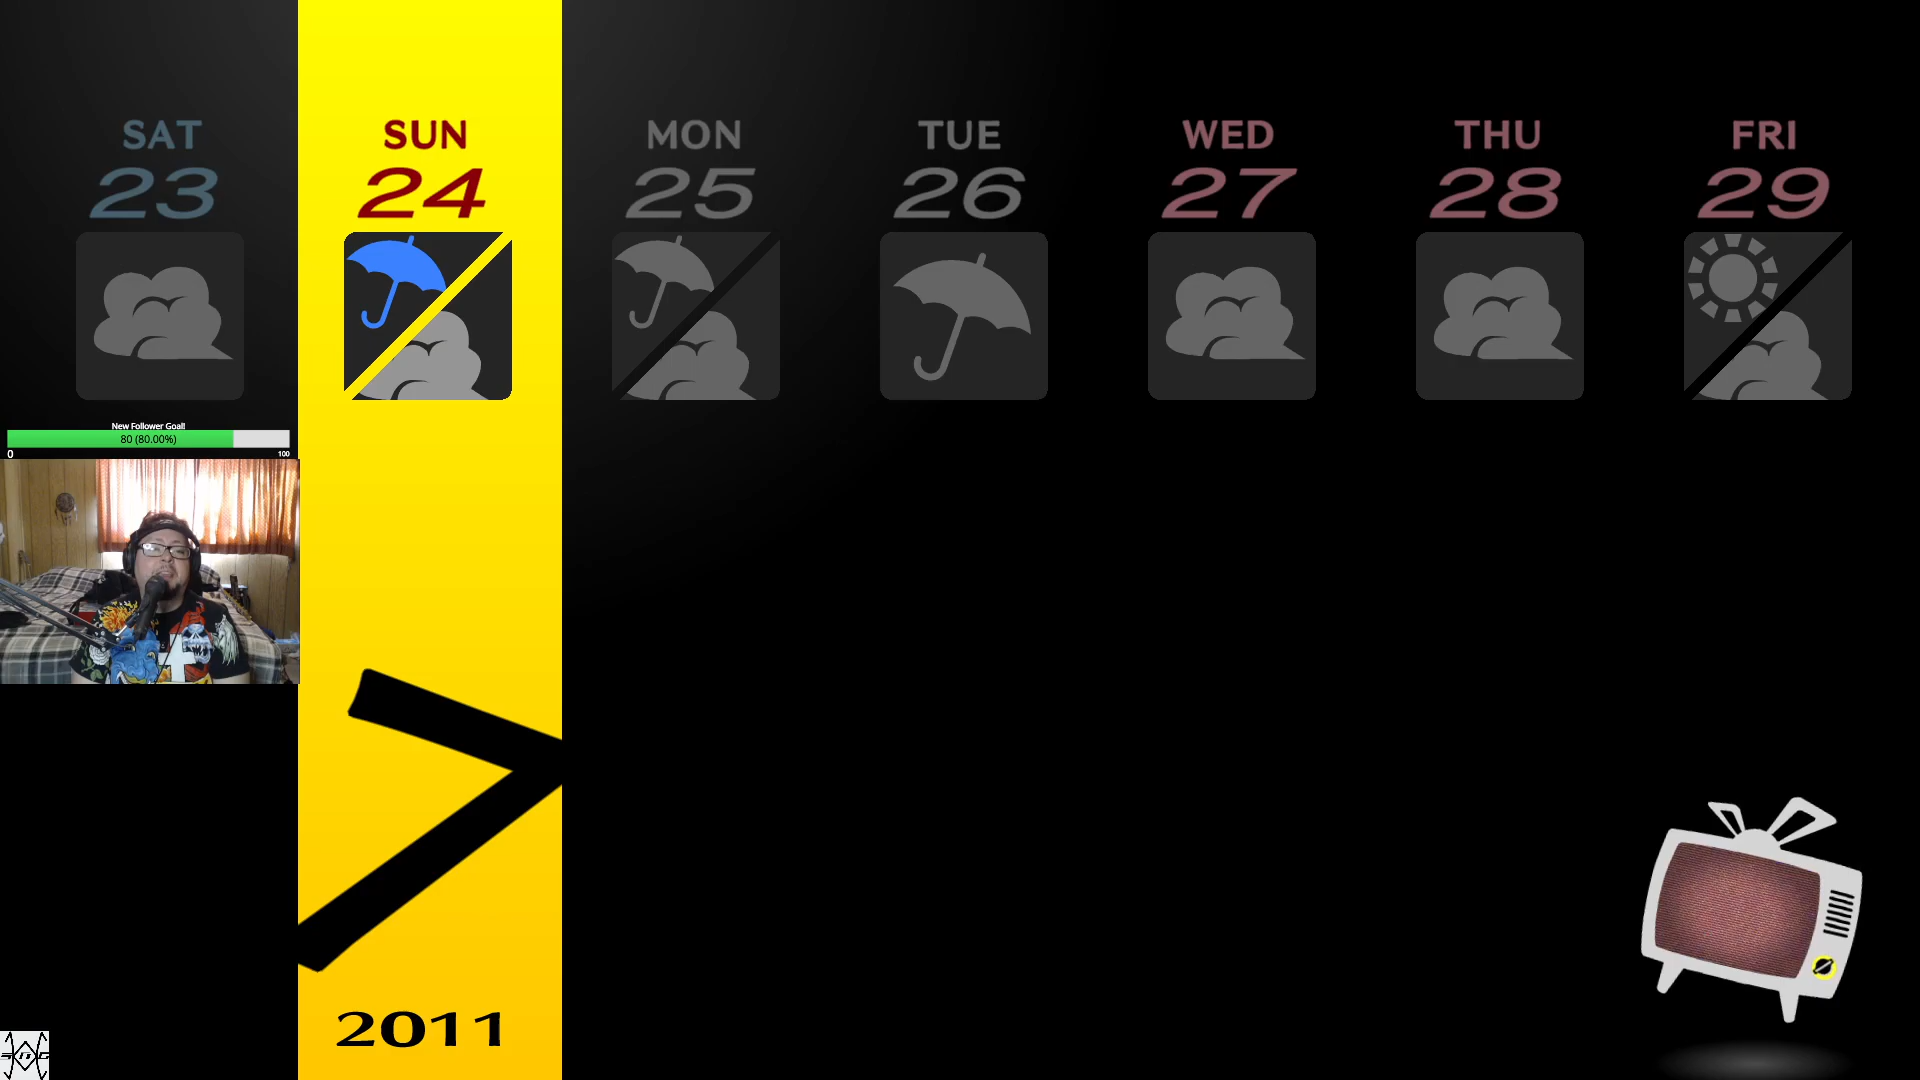 SAT
SUN
MON
TUE
WED
THU
FRI
23
24
25
26
27
28
29
New Follower Goal!
80 (80.00%)
0
100
2011